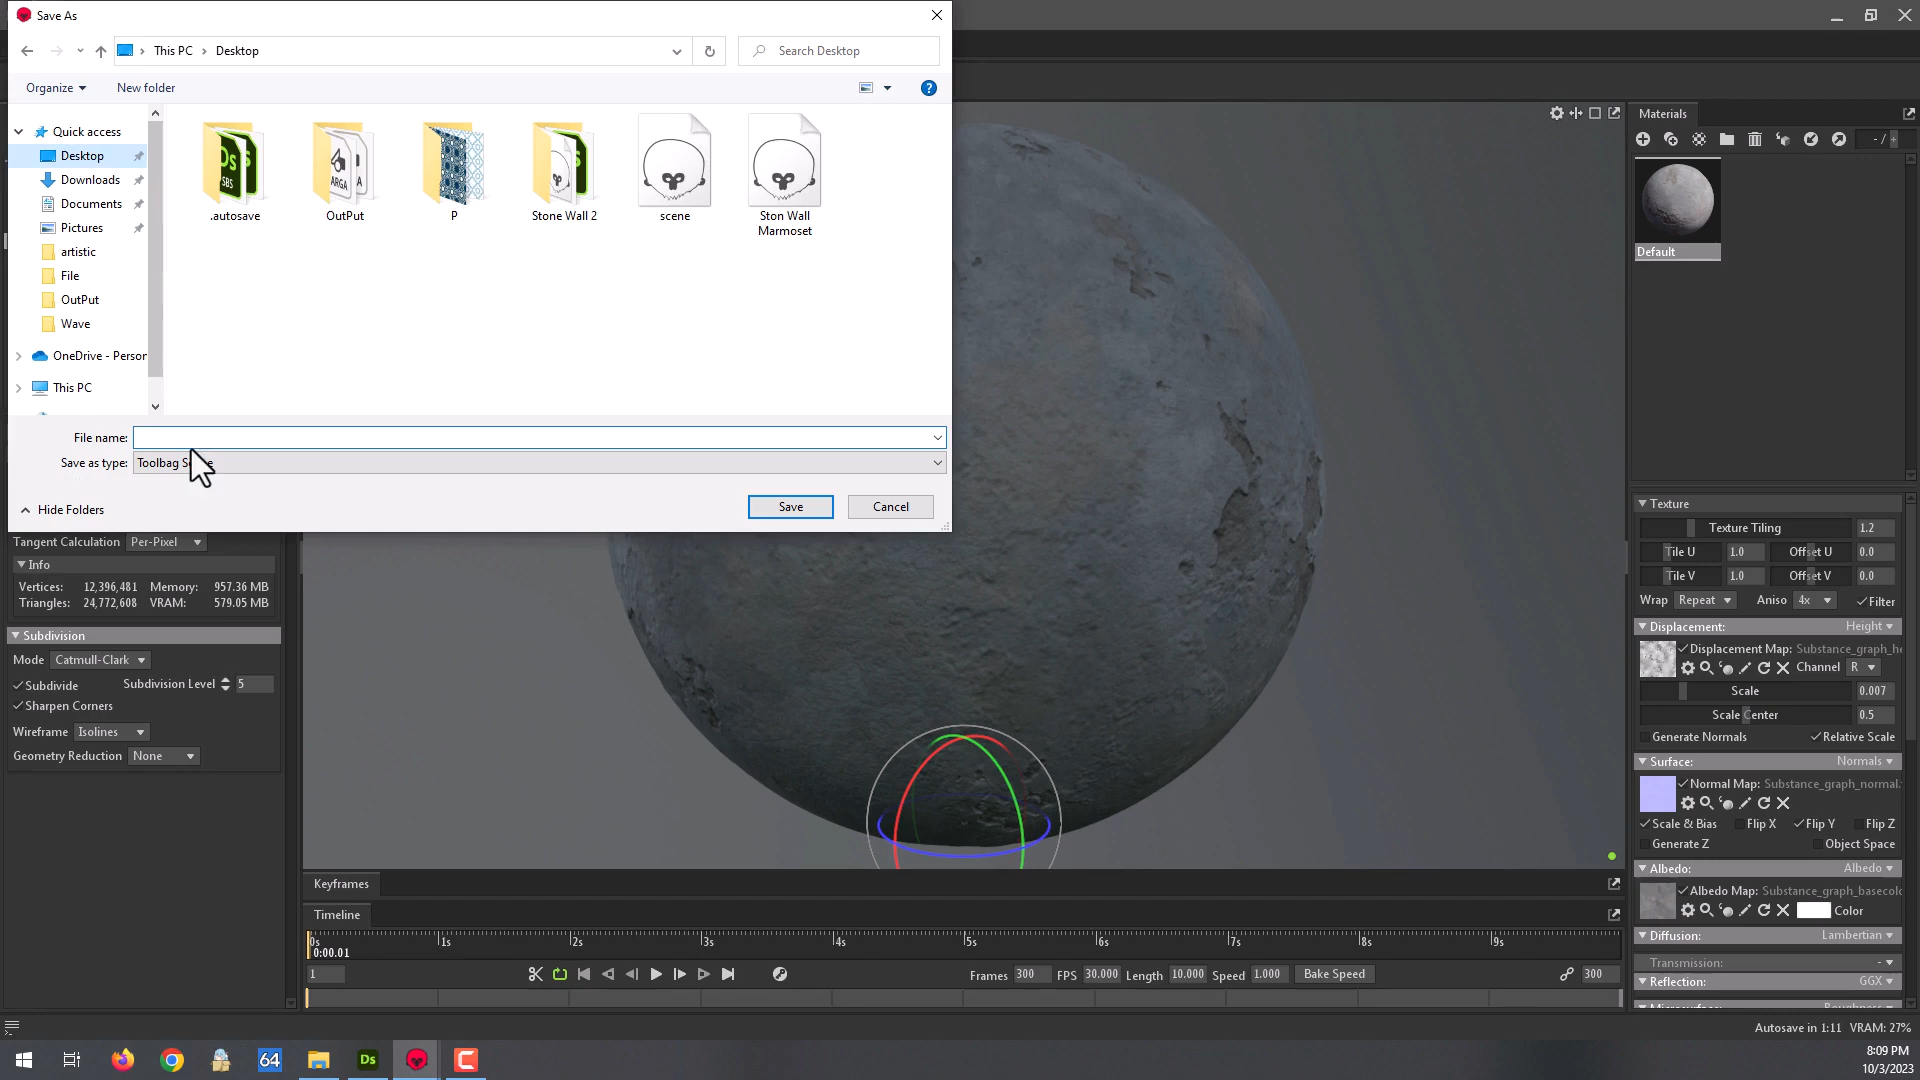 Save As
This PC
Desktop
Search Desktop
Organize
New folder
Quick access
Desktop
Downloads
Documents
Pictures
artistic
File
OutPut
Wave
OneDrive - Person
This PC
Ds
SBS
.autosave
ARGA
A
OutPut
P
Stone Wall 2
scene
Ston Wall
Marmoset
File name:
Save as type: Toolbag
Hide Folders
Save
Cancel
Tangent Calculation Per-Pixel
Info
Vertices: 12,396,481 Memory: 957.36 MB
Triangles: 24,772,608 VRAM: 579.05 MB
Subdivision
Mode Catmull-Clark
Subdivide Subdivision Level 5
Sharpen Corners
Wireframe Isolines
Geometry Reduction None
Keyframes
Timeline
0s 1s 2s 3s 4s 5s 6s 7s 8s 9s
0:00.01
1
Frames 300 FPS 30.000 Length 10.000 Speed 1.000 Bake Speed
300
Materials
- /
Default
Texture
Texture Tiling 1.2
Tile U 1.0 Offset U 0.0
Tile V 1.0 Offset V 0.0
Wrap Repeat Aniso 4x Filter
Displacement: Height
Displacement Map: Substance_graph_he
Channel R
Scale 0.007
Scale Center 0.5
Generate Normals Relative Scale
Surface: Normals
Normal Map: Substance_graph_normal.
Scale & Bias Flip X Flip Y Flip Z
Generate Z Object Space
Albedo: Albedo
Albedo Map: Substance_graph_basecolo
Color
Diffusion: Lambertian
Transmission: -
Reflection: GGX
Autosave in 1:11 VRAM: 27%
64
Ds
8:09 PM
10/3/2023